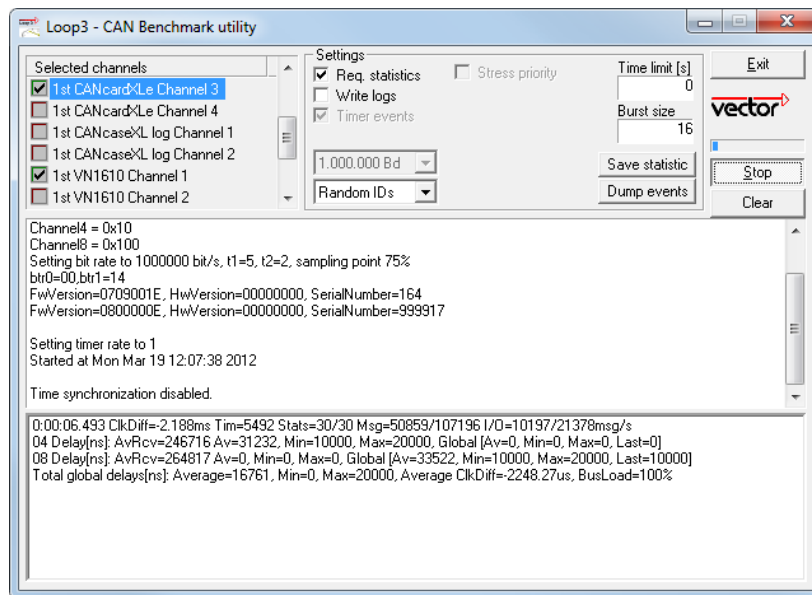 Loop3 - CAN Benchmark utility
Selected channels
1st CANcardXLe Channel 3
1st CANcardXLe Channel 4
1st CANcaseXL log Channel 1
1st CANcaseXL log Channel 2
1st VN1610 Channel 1
1st VN1610 Channel 2
Settings
Req. statistics
Write logs
Timer events
Stress priority
1.000.000 Bd
Random IDs
Time limit [s]
0
Burst size
16
Save statistic
Dump events
Exit
vector
Stop
Clear
Channel4 = 0x10
Channel8 = 0x100
Setting bit rate to 1000000 bit/s, t1=5, t2=2, sampling point 75%
btr0=00,btr1=14
FwVersion=0709001E, HwVersion=00000000, SerialNumber=164
FwVersion=0800000E, HwVersion=00000000, SerialNumber=999917
Setting timer rate to 1
Started at Mon Mar 19 12:07:38 2012
Time synchronization disabled.
0:00:06.493 ClkDiff=-2.188ms Tim=5492 Stats=30/30 Msg=50859/107196 I/O=10197/21378msg/s
04 Delay[ns]: AvRcv=246716 Av=31232, Min=10000, Max=20000, Global [Av=0, Min=0, Max=0, Last=0]
08 Delay[ns]: AvRcv=264817 Av=0, Min=0, Max=0, Global [Av=33522, Min=10000, Max=20000, Last=10000]
Total global delays[ns]: Average=16761, Min=0, Max=20000, Average ClkDiff=-2248.27us, BusLoad=100%